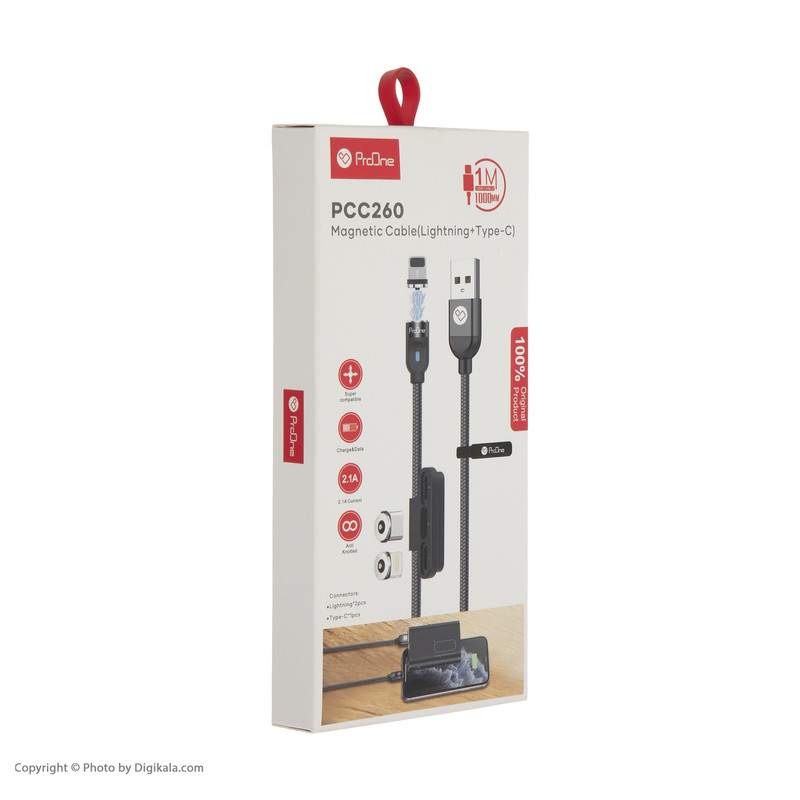 ProOne
1M
1000MM
PCC260
Magnetic Cable(Lightning+Type-C)
ProOne
100%
Original
Product
ProOne
Super
compatible
ProOne
Charge&Data
2.1A
2.1A Current
Anti
Knotted
Connectors:
•Lightning*2pcs
•Type-C*1pcs
Copyright © Photo by Digikala.com